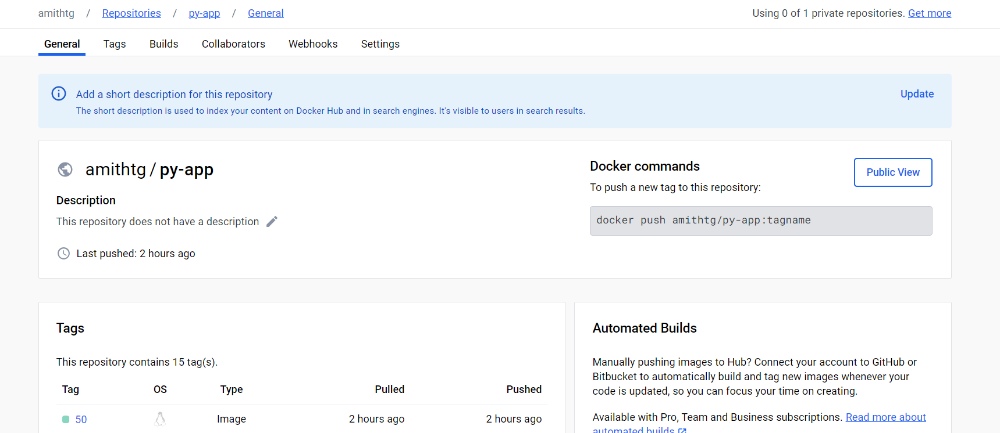 amithtg / Repositories / py-app / General
Using 0 of 1 private repositories. Get more
General Tags Builds Collaborators Webhooks Settings
Add a short description for this repository
The short description is used to index your content on Docker Hub and in search engines. It's visible to users in search results.
Update
amithtg / py-app
Description
This repository does not have a description
Last pushed: 2 hours ago
Docker commands
To push a new tag to this repository:
Public View
docker push amithtg/py-app:tagname
Tags
This repository contains 15 tag(s).
Tag OS Type Pulled Pushed
50 Image 2 hours ago 2 hours ago
Automated Builds
Manually pushing images to Hub? Connect your account to GitHub or
Bitbucket to automatically build and tag new images whenever your
code is updated, so you can focus your time on creating.
Available with Pro, Team and Business subscriptions. Read more about
automated builds